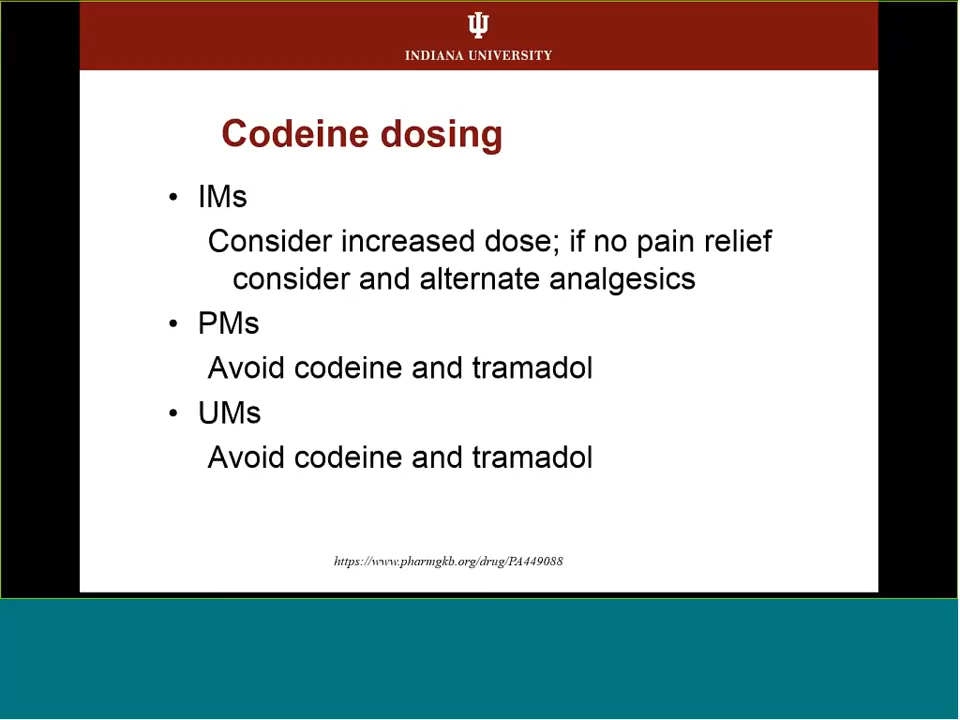 INDIANA UNIVERSITY
Codeine dosing
• IMs
Consider increased dose; if no pain relief
consider and alternate analgesics
• PMs
Avoid codeine and tramadol
• UMs
Avoid codeine and tramadol
https://www.pharmgkb.org/drug/PA449088